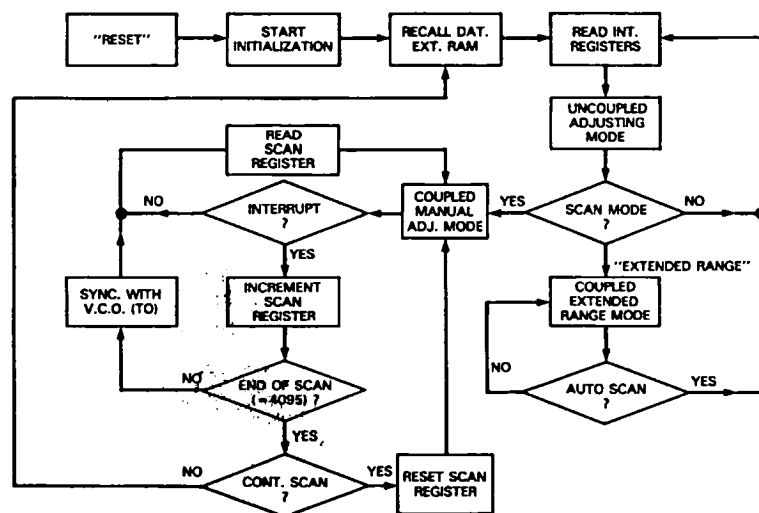 "RESET"
START
INITIALIZATION
RECALL DAT.
EXT. RAM
READ INT.
REGISTERS
UNCOUPLED
ADJUSTING
MODE
READ
SCAN
REGISTER
NO
INTERRUPT
?
COUPLED
MANUAL
ADJ. MODE
YES
SCAN MODE
?
NO
YES
"EXTENDED RANGE"
SYNC. WITH
V.C.O. (TO)
INCREMENT
SCAN
REGISTER
COUPLED
EXTENDED
RANGE MODE
NO
END OF SCAN
(=4095) ?
NO
AUTO SCAN
?
YES
YES
NO
CONT. SCAN
?
YES
RESET SCAN
REGISTER